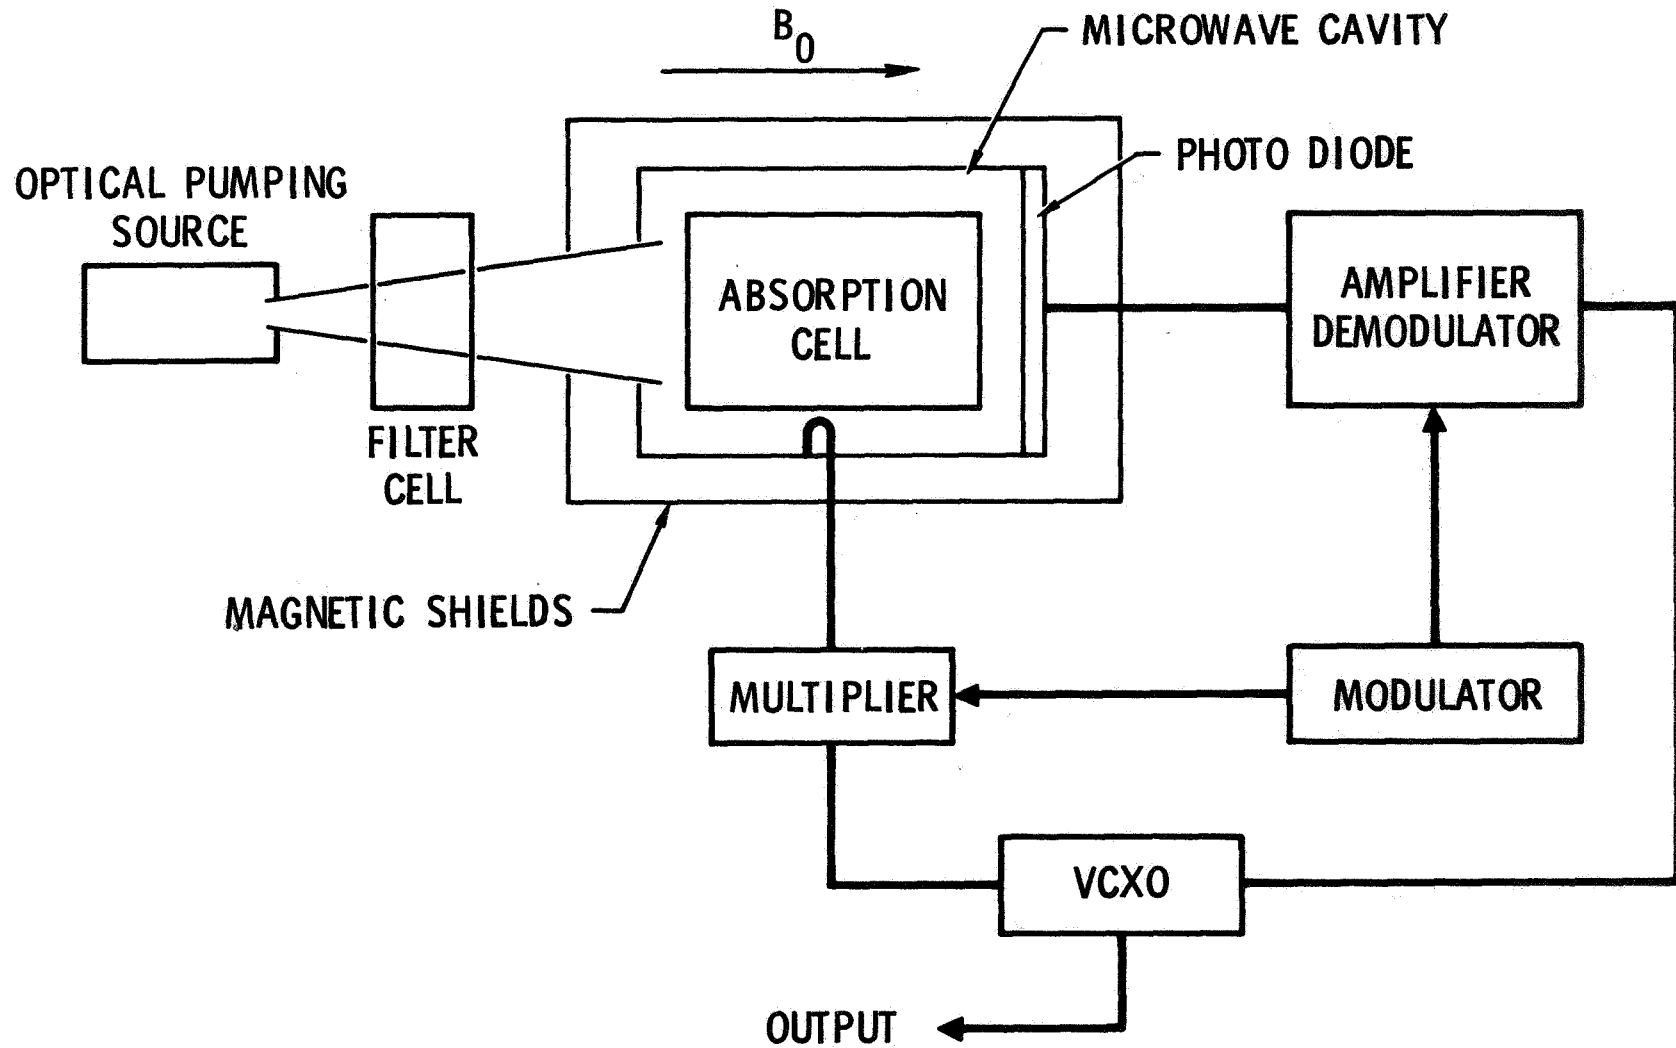 B0
MICROWAVE CAVITY
PHOTO DIODE
OPTICAL PUMPING
SOURCE
ABSORPTION
CELL
AMPLIFIER
DEMODULATOR
FILTER
CELL
MAGNETIC SHIELDS
MULTIPLIER
MODULATOR
VCXO
OUTPUT